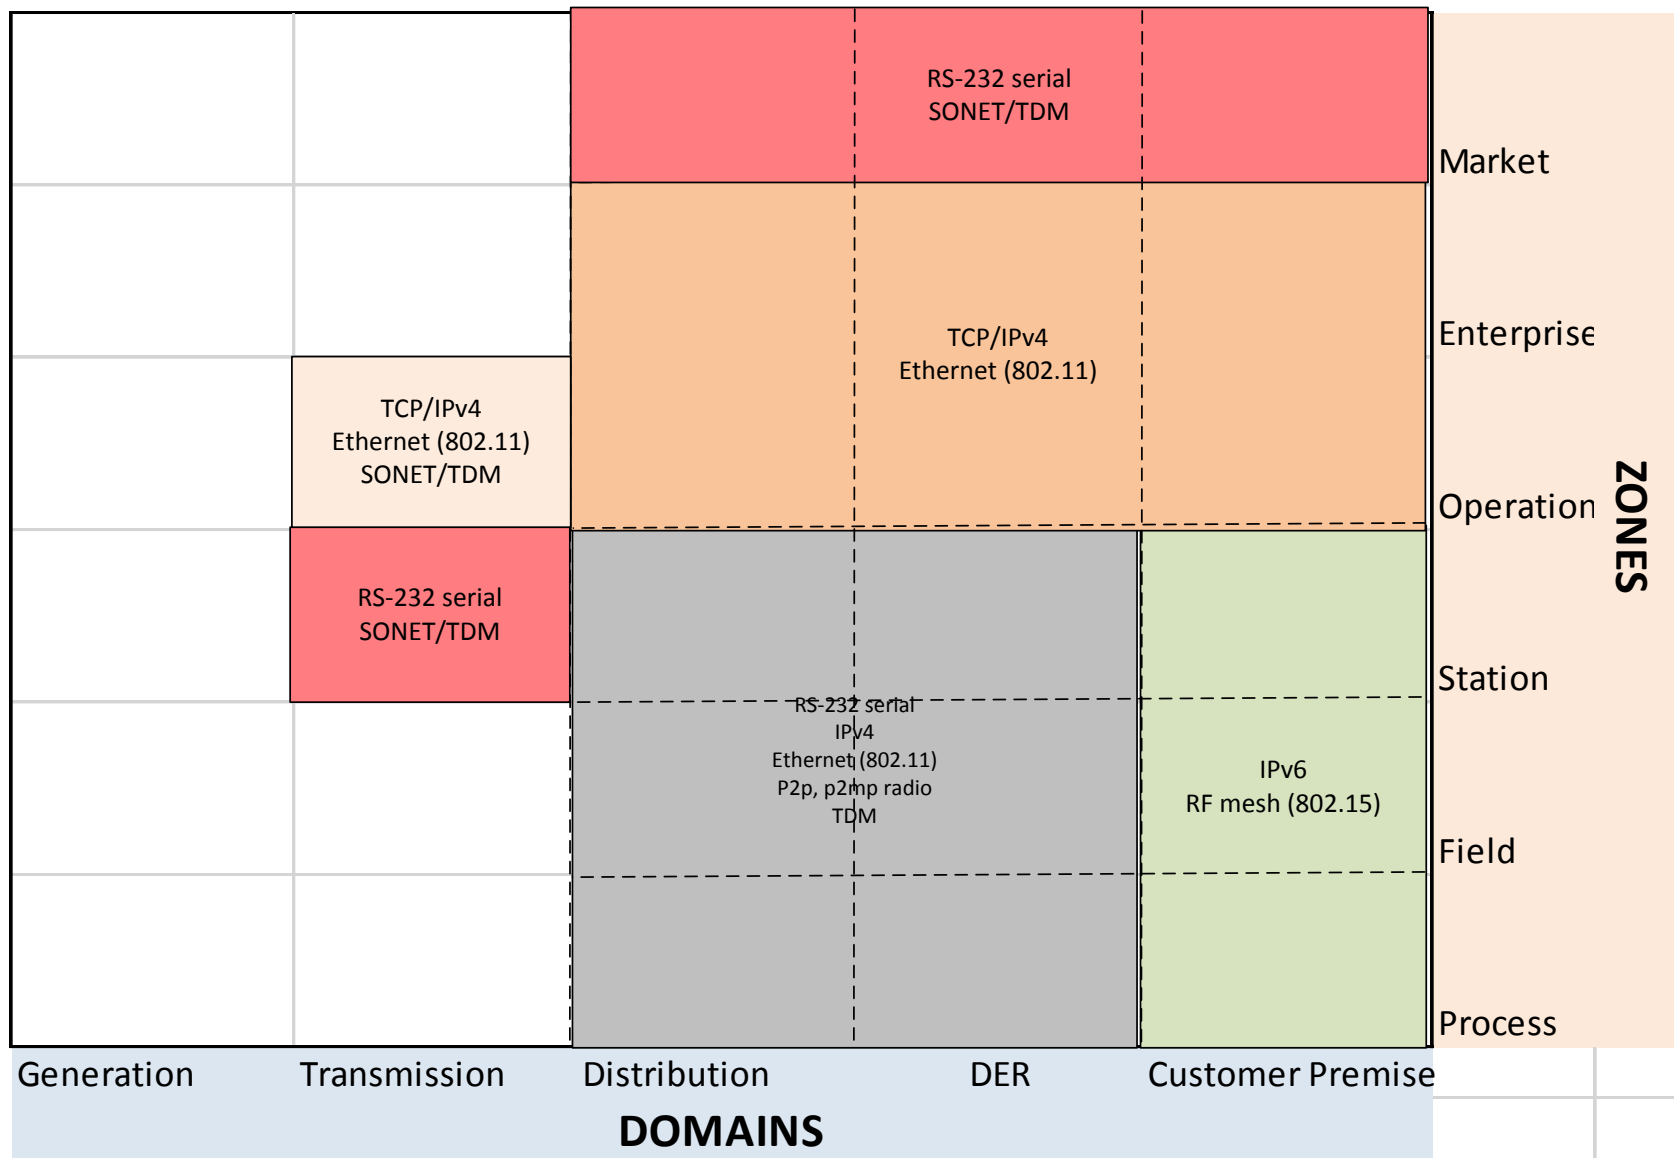 RS-232 serial
SONET/TDM
Market
TCP/IPv4
Ethernet (802.11)
Enterprise
TCP/IPv4
Ethernet (802.11)
SONET/TDM
Operation
ZONES
RS-232 serial
SONET/TDM
Station
RS-232 serial
IPv4
Ethernet (802.11)
P2p, p2mp radio
TDM
IPv6
RF mesh (802.15)
Field
Process
Generation
Transmission
Distribution
DER
Customer Premise
DOMAINS